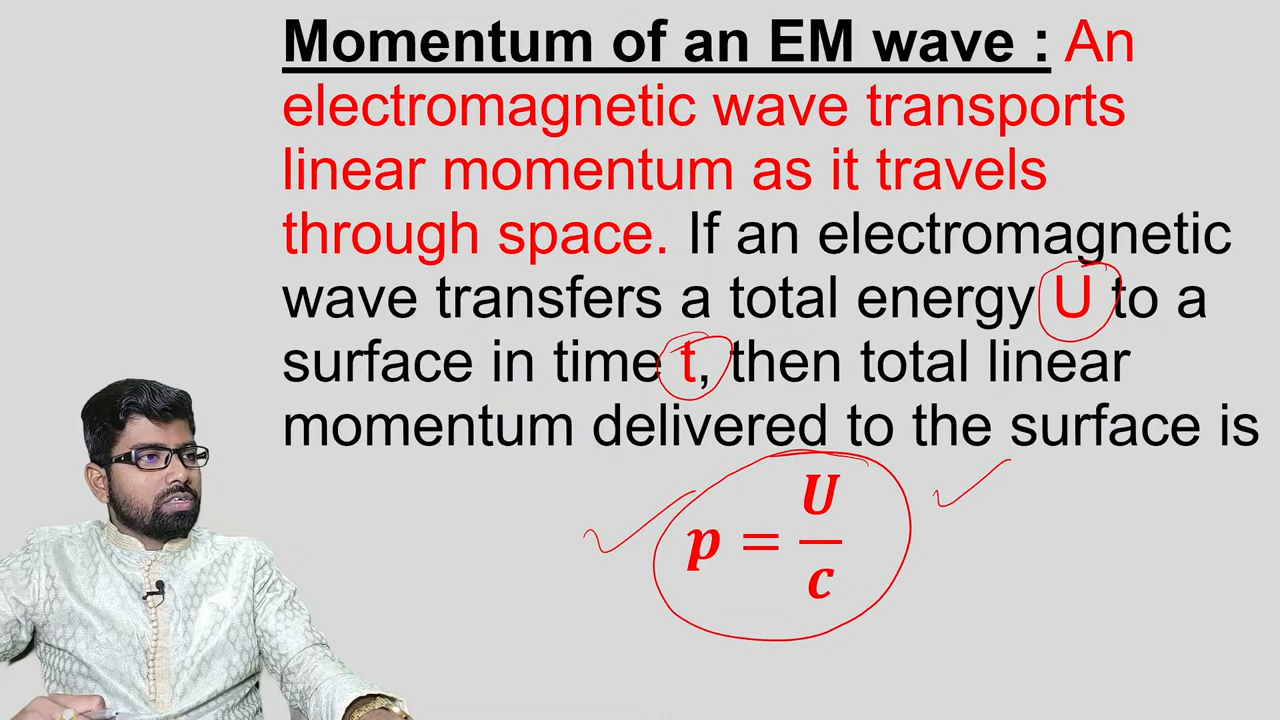 Momentum of an EM wave : An
electromagnetic wave transports
linear momentum as it travels
through space. If an electromagnetic
wave transfers a total energy U to a
surface in time t, then total linear
momentum delivered to the surface is
p = U/c